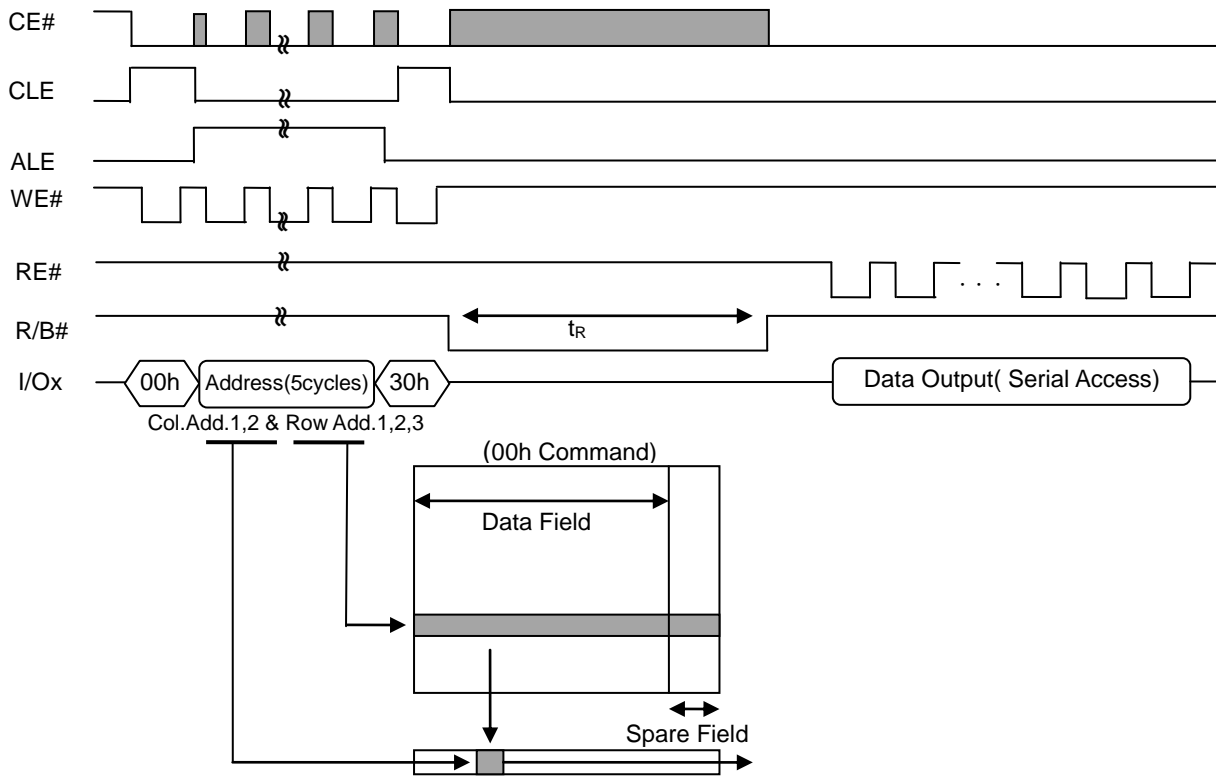 CE#
CLE
ALE
WE#
RE#
. . .
R/B#
tR
I/Ox
00h
Address(5cycles)
30h
Data Output( Serial Access)
Col.Add.1,2 & Row Add.1,2,3
(00h Command)
Data Field
Spare Field